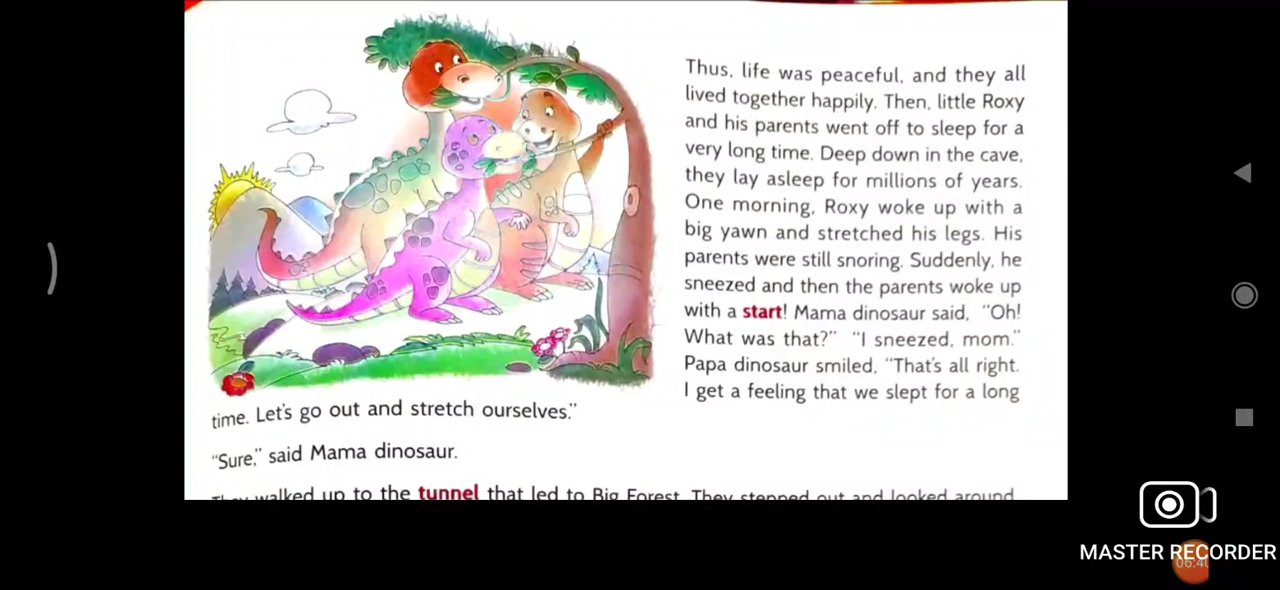 Thus, life was peaceful, and they all
lived together happily. Then, little Roxy
and his parents went off to sleep for a
very long time. Deep down in the cave,
they lay asleep for millions of years.
One morning, Roxy woke up with a
big yawn and stretched his legs. His
parents were still snoring. Suddenly, he
sneezed and then the parents woke up
with a start! Mama dinosaur said, “Oh!
What was that?” “I sneezed, mom.”
Papa dinosaur smiled, “That's all right.
I get a feeling that we slept for a long
time. Let's go out and stretch ourselves.”
“Sure,” said Mama dinosaur.
They walked up to the tunnel that led to Big Forest. They stepped out and looked around
MASTER RECORDER
06:40